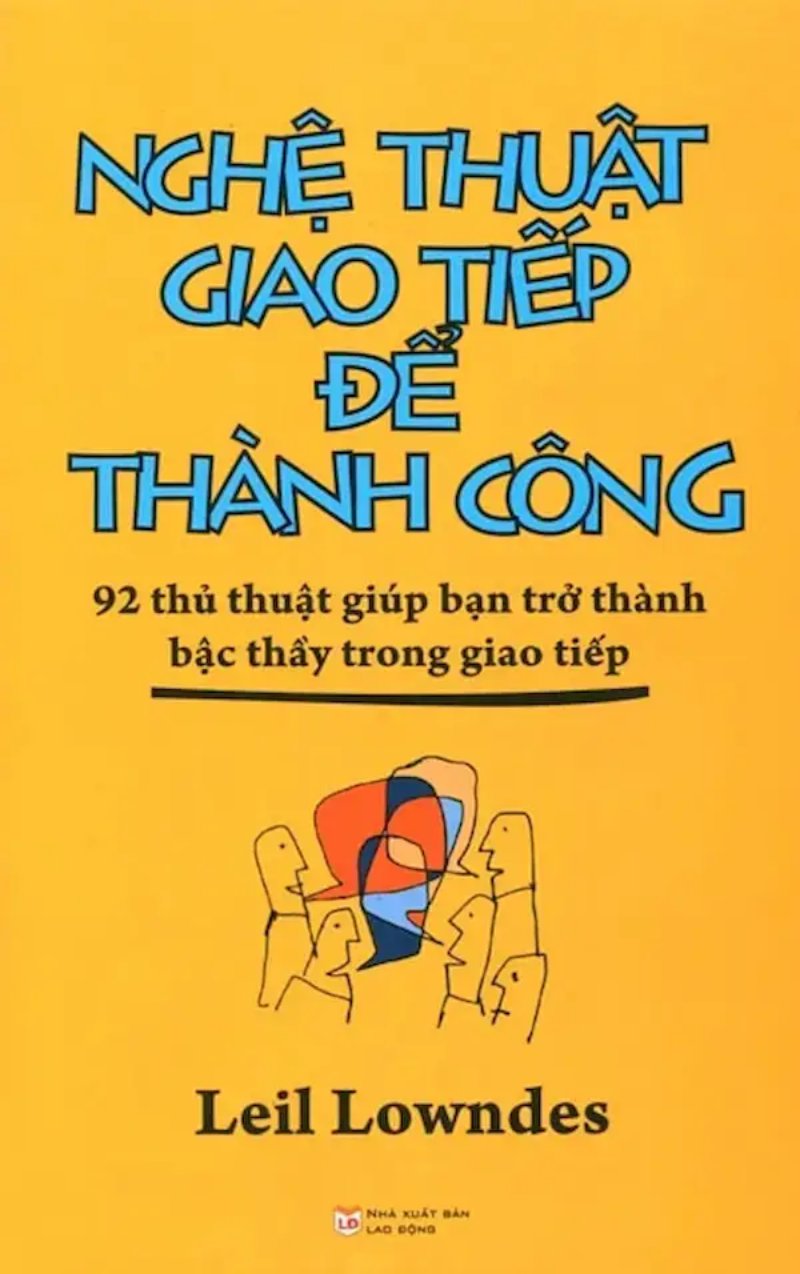 NGHỆ THUẬT
GIAO TIẾP
ĐỂ
THÀNH CÔNG
92 thủ thuật giúp bạn trở thành
bậc thầy trong giao tiếp
Leil Lowndes
LĐ
NHÀ XUẤT BẢN
LAO ĐỘNG